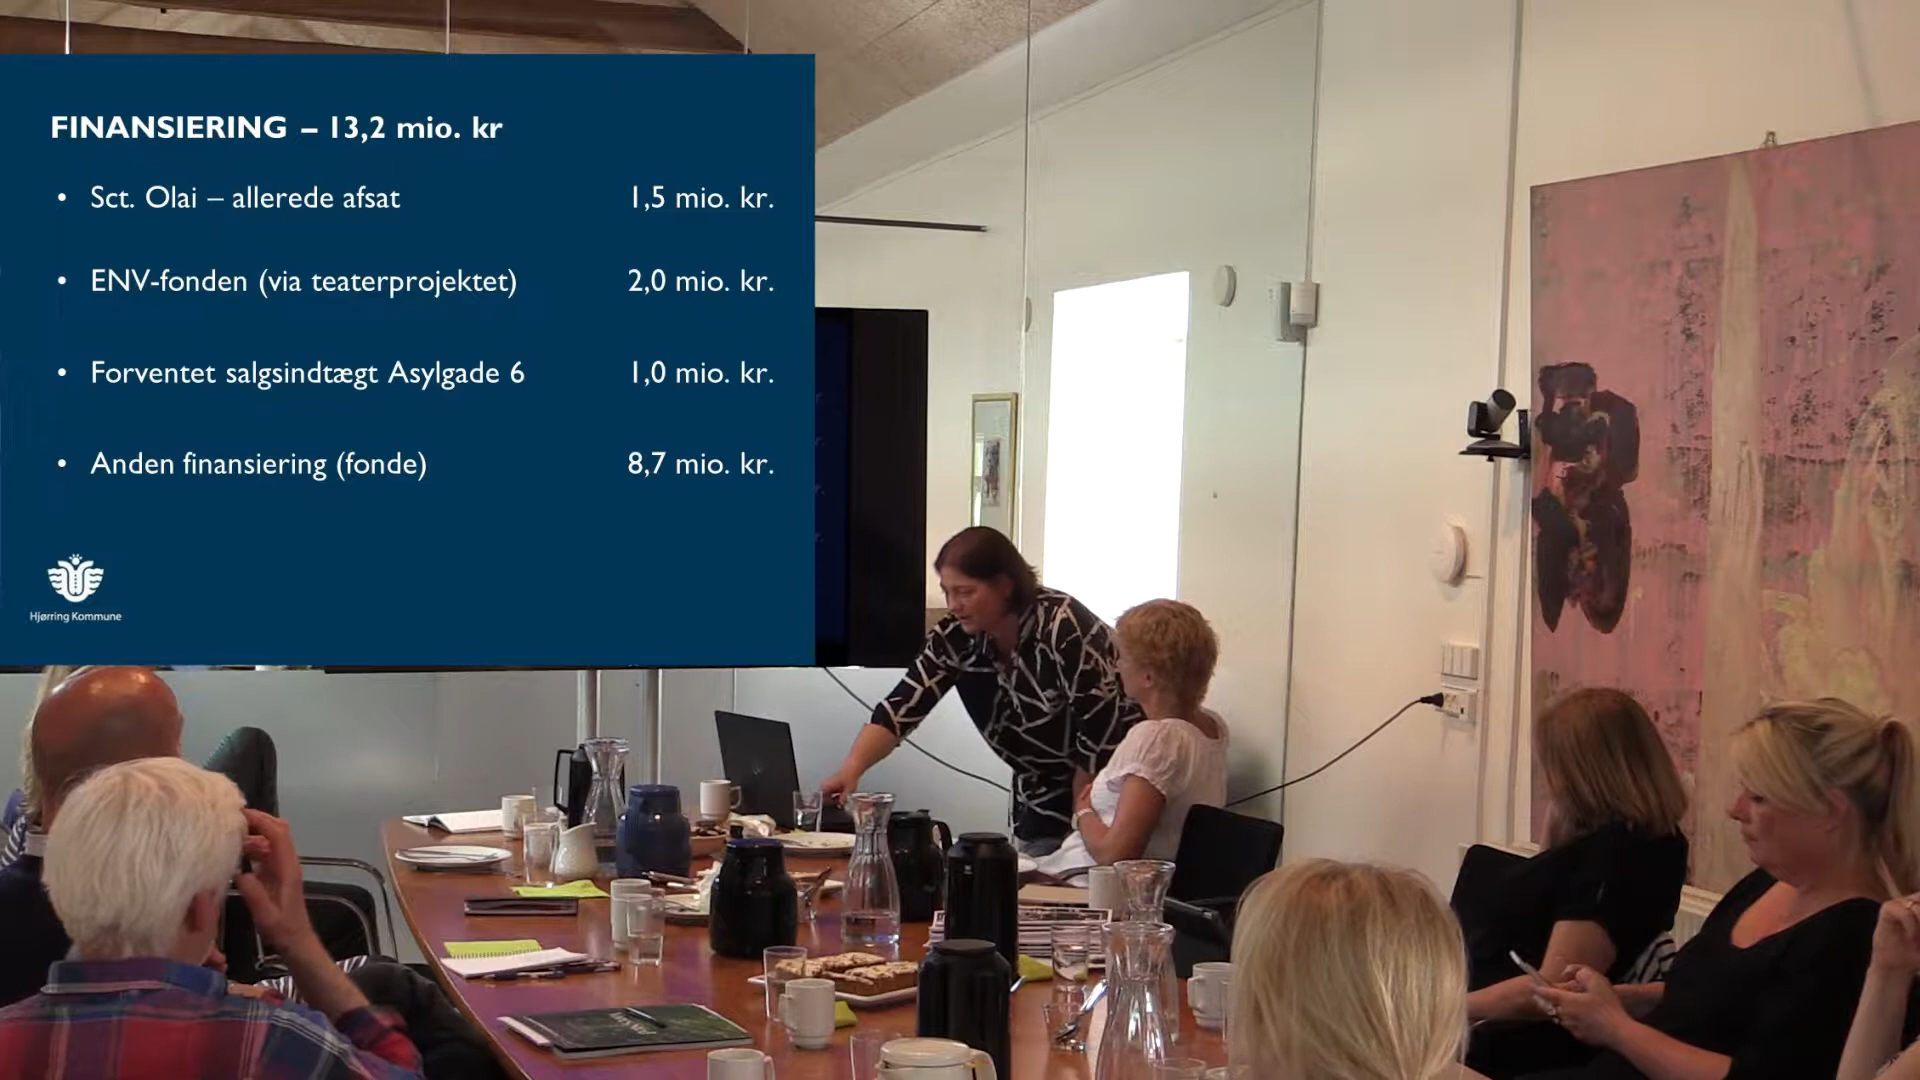 FINANSIERING – 13,2 mio. kr
• Sct. Olai – allerede afsat 1,5 mio. kr.
• ENV-fonden (via teaterprojektet) 2,0 mio. kr.
• Forventet salgsindtægt Asylgade 6 1,0 mio. kr.
• Anden finansiering (fonde) 8,7 mio. kr.
Hjørring Kommune